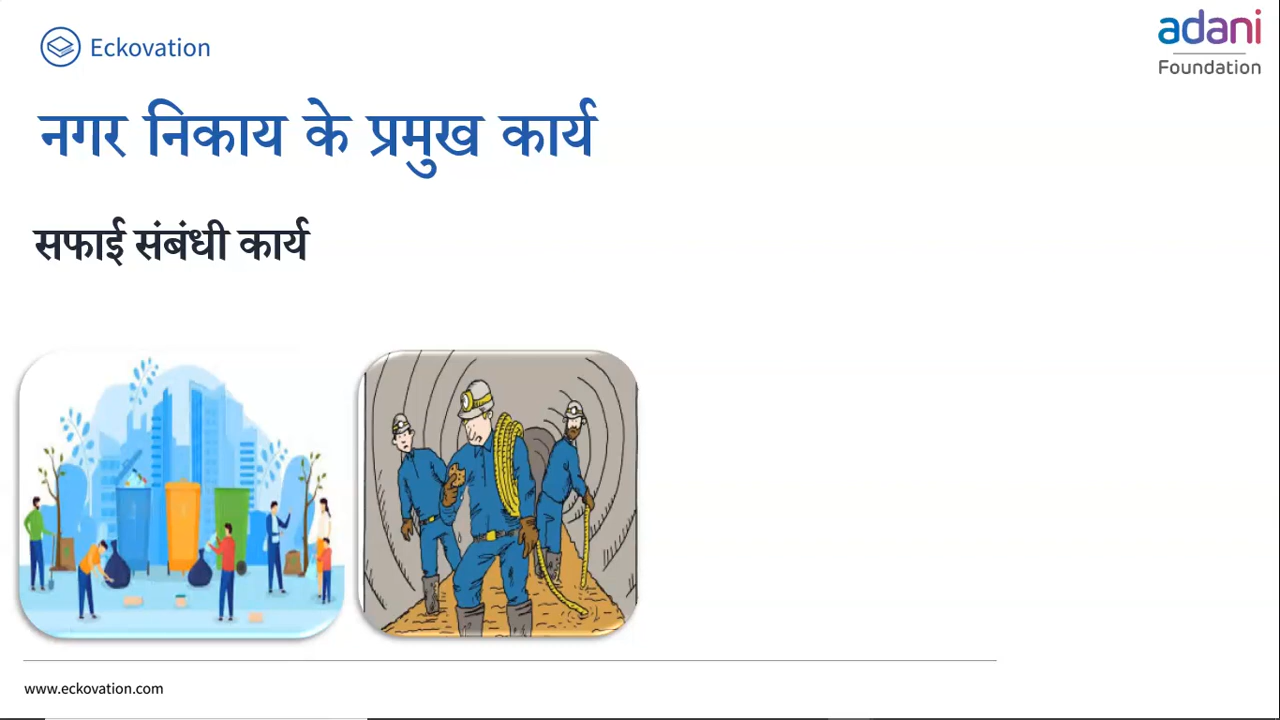 Eckovation
adani
Foundation
नगर निकाय के प्रमुख कार्य
सफाई संबंधी कार्य
www.eckovation.com